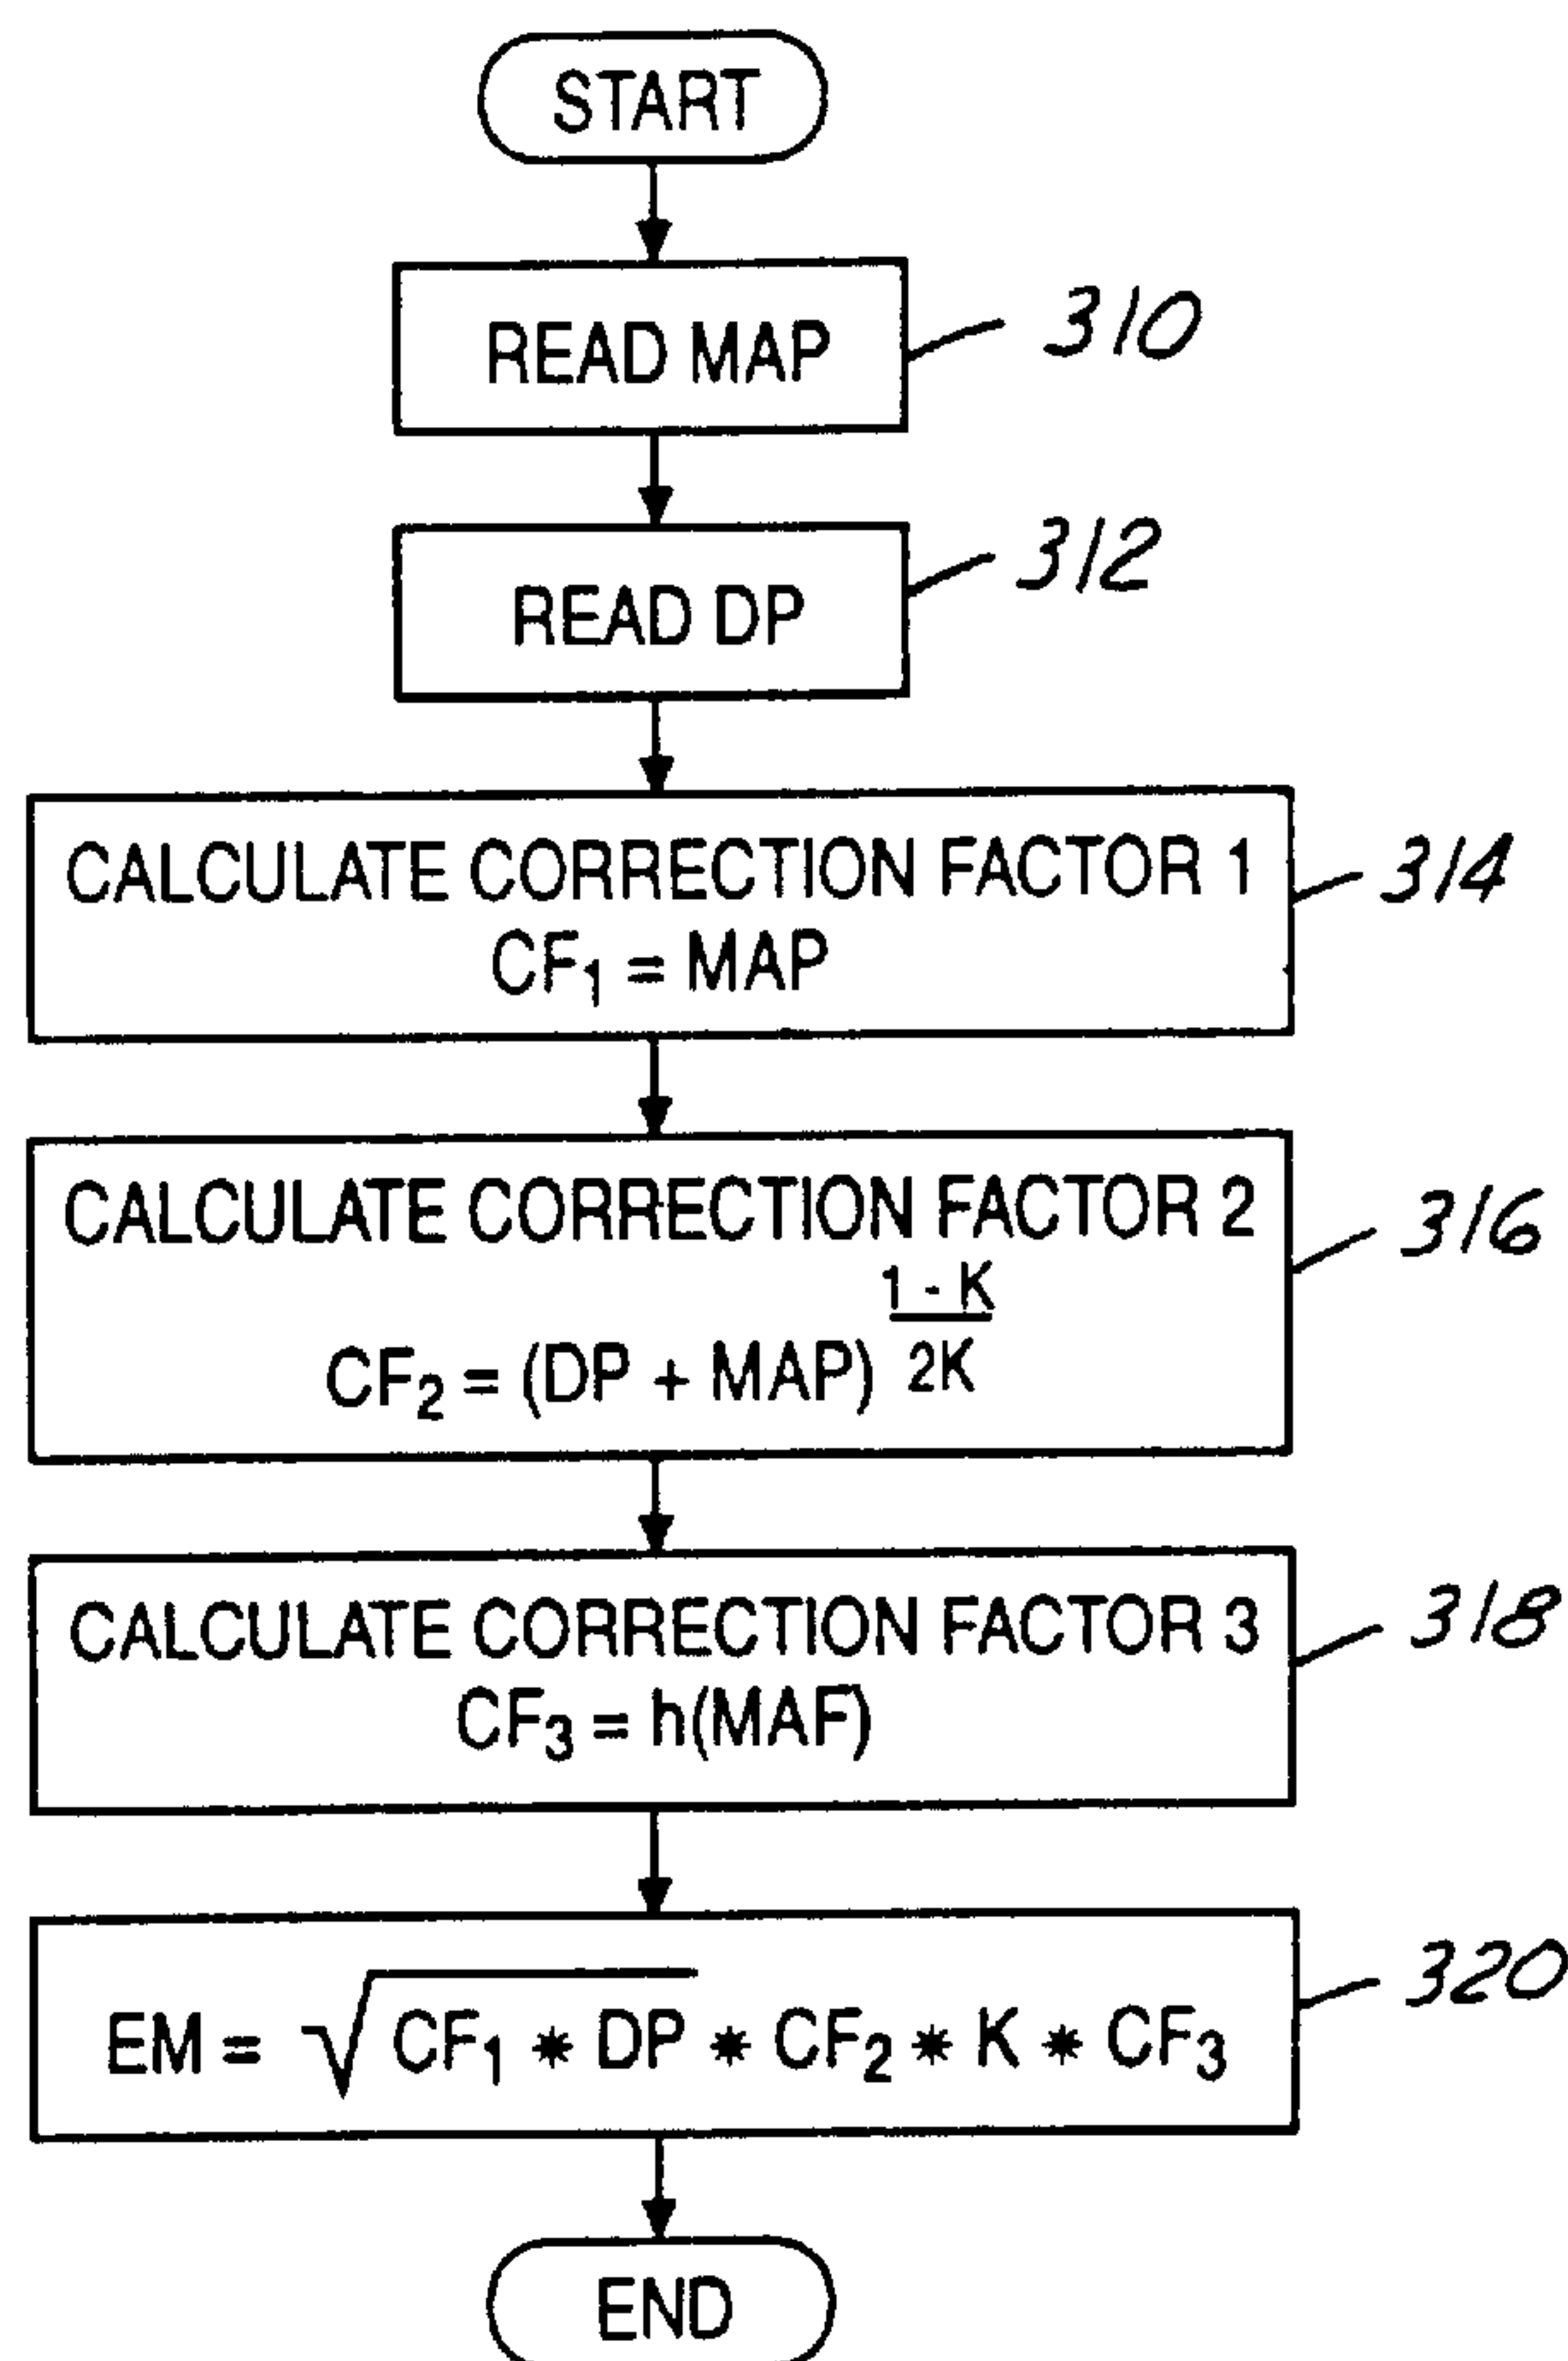 START
READ MAP
310
READ DP
312
CALCULATE CORRECTION FACTOR 1
CF₁ = MAP
314
CALCULATE CORRECTION FACTOR 2
CF₂ = (DP + MAP)^((1 - K)/(2K))
316
CALCULATE CORRECTION FACTOR 3
CF₃ = h(MAF)
318
EM = √(CF₁ * DP) * CF₂ * K * CF₃
320
END